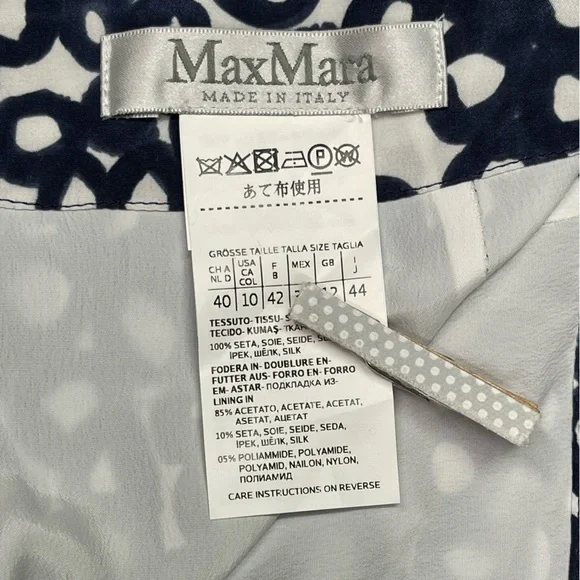 MaxMara
MADE IN ITALY
あて布使用
GRÖSSE TAILLE TALLA SIZE TAGLIA
CH A NL D
USA CA COL
F B
MEX
GB
I J
40 10 42 12 44
TESSUTO- TISSU-
TECIDO- KUMAŞ-
100% SETA, SOIE, SEIDE,
İPEK, ШЁЛК, SILK
FODERA IN- DOUBLURE EN-
FUTTER AUS- FORRO EN- FORRO
EM- ASTAR- ПОДКЛАДКА ИЗ-
LINING IN
85% ACETATO, ACETATE, ACETAT,
ASETAT, АЦЕТАТ
10% SETA, SOIE, SEIDE, SEDA,
İPEK, ШЁЛК, SILK
05% POLIAMMIDE, POLYAMIDE,
POLYAMID, NAILON, NYLON,
ПОЛИАМИД
CARE INSTRUCTIONS ON REVERSE